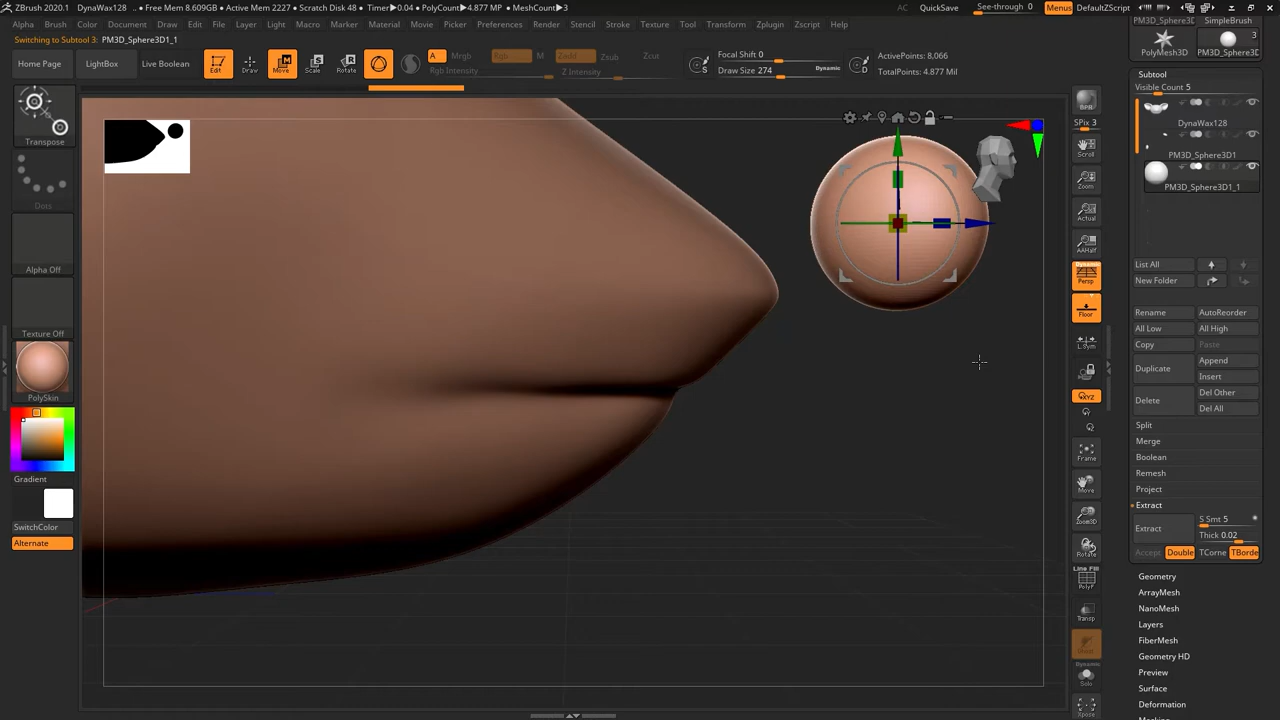 ZBrush 2020.1 DynaWax128 .. • Free Mem 8.609GB • Active Mem 2227 • Scratch Disk 48 • Timer▸0.04 • PolyCount▸4.877 MP • MeshCount▸3
AC QuickSave See-through 0 Menus DefaultZScript
Alpha Brush Color Document Draw Edit File Layer Light Macro Marker Material Movie Picker Preferences Render Stencil Stroke Texture Tool Transform Zplugin Zscript Help
Switching to Subtool 3: PM3D_Sphere3D1_1
Home Page LightBox Live Boolean
Edit Draw Move Scale Rotate
A Mrgb Rgb M Zadd Zsub Zcut
Rgb Intensity Z Intensity
Focal Shift 0
Draw Size 274 Dynamic
S
D
ActivePoints: 8,066
TotalPoints: 4.877 Mil
PM3D_Sphere3D SimpleBrush
3
PolyMesh3D PM3D_Sphere3D
Subtool
Visible Count 5
DynaWax128
PM3D_Sphere3D1
PM3D_Sphere3D1_1
List All
New Folder
Rename AutoReorder
All Low All High
Copy Paste
Duplicate Append
Insert
Delete Del Other
Del All
Split
Merge
Boolean
Remesh
Project
Extract
Extract S Smt 5
Thick 0.02
Accept Double TCorne TBorde
Geometry
ArrayMesh
NanoMesh
Layers
FiberMesh
Geometry HD
Preview
Surface
Deformation
Masking
Transpose
Dots
Alpha Off
Texture Off
PolySkin
Gradient
SwitchColor
Alternate
BPR
SPix 3
Scroll
Zoom
Actual
AAHalf
Dynamic
Persp
Floor
L.Sym
XYZ
Frame
Move
Zoom3D
Rotate
Line Fill
PolyF
Transp
Ghost
Dynamic
Solo
Xpose